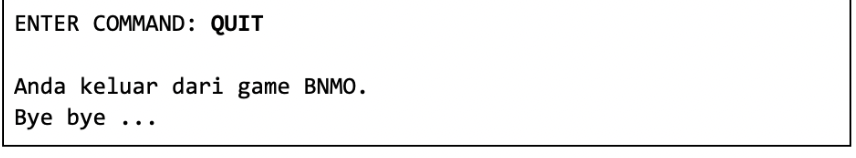 ENTER COMMAND: QUIT
Anda keluar dari game BNMO.
Bye bye ...